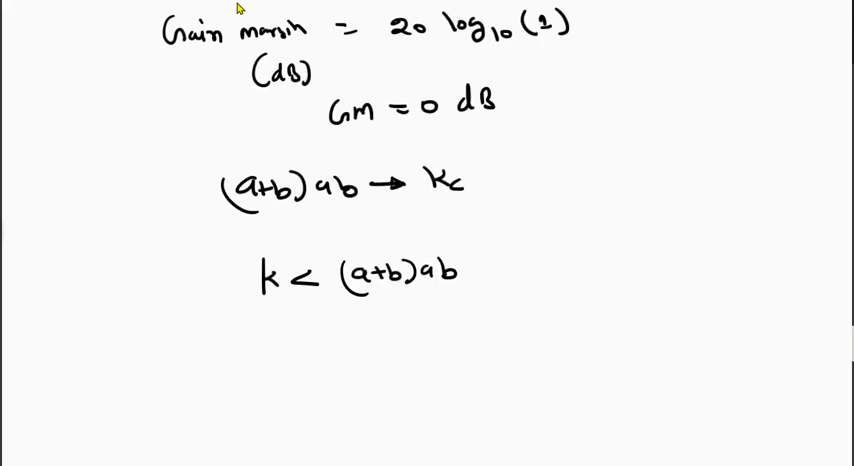 Gain margin = 20 log₁₀ (1)
(dB)
GM = 0 dB
(a+b) ab → Kc
k < (a+b) ab